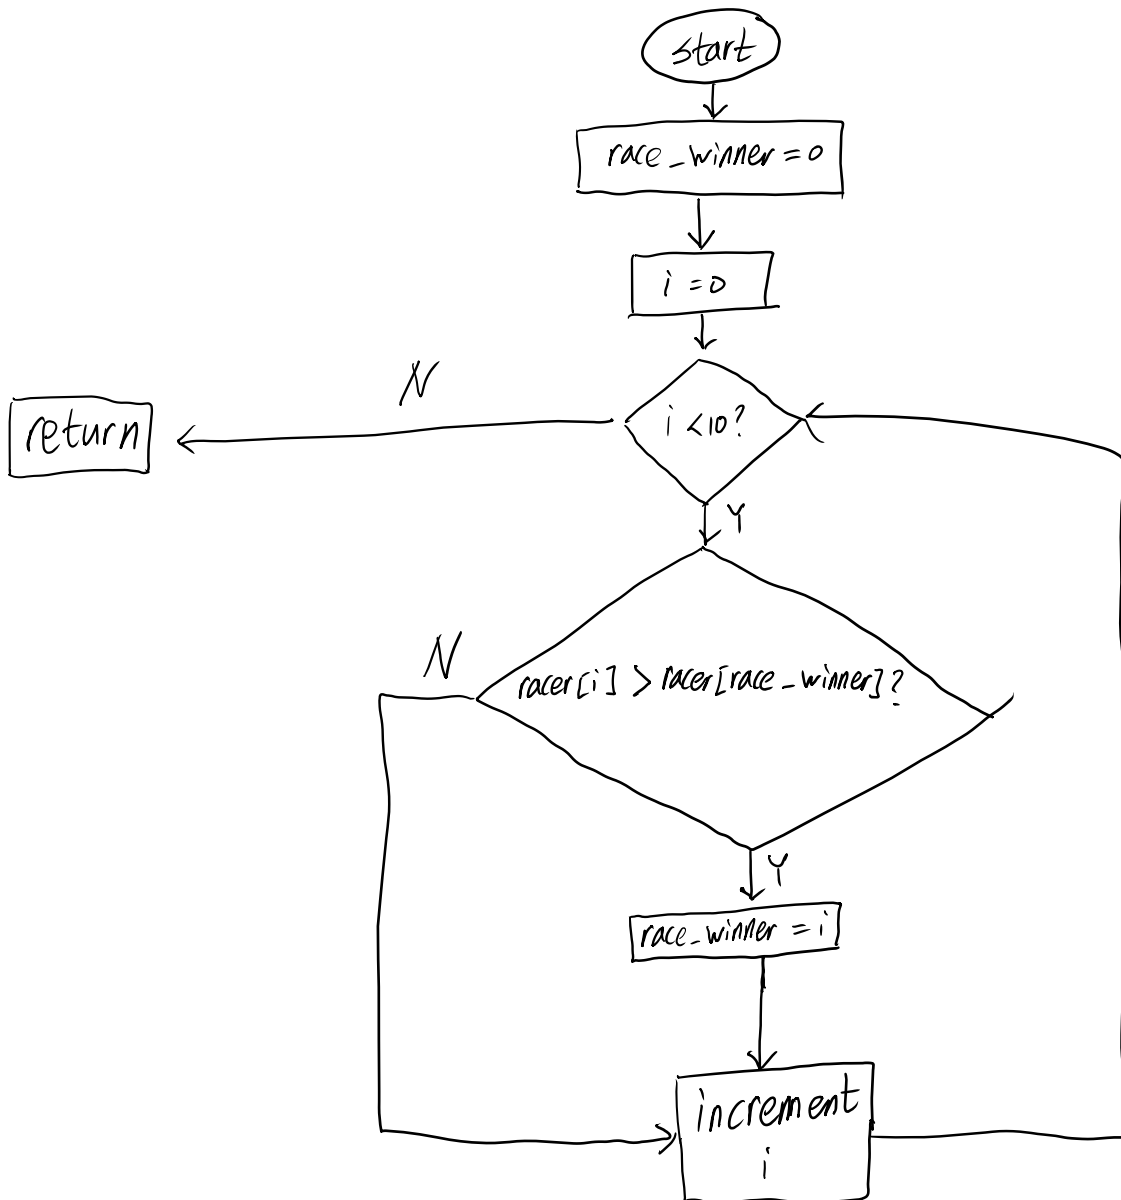 start
race_winner = 0
i = 0
i < 10?
N
return
Y
racer[i] > racer[race_winner]?
N
Y
race_winner = i
increment
i